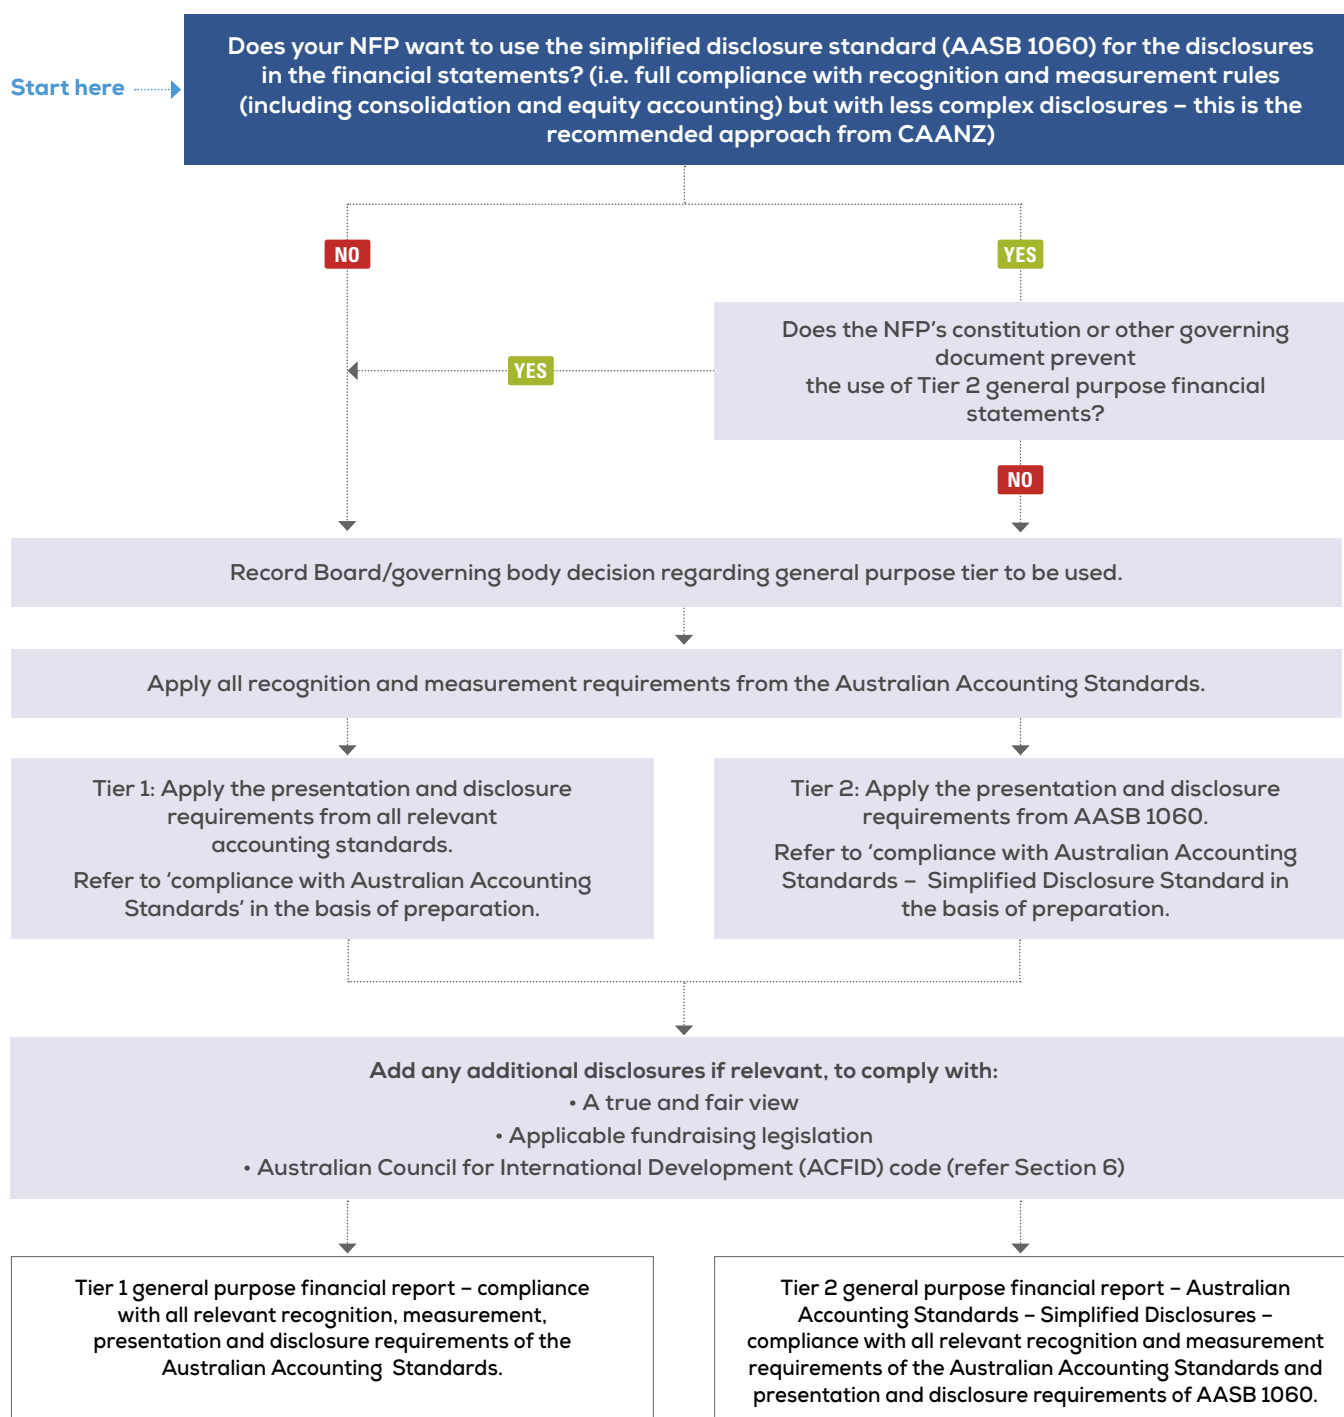 Does your NFP want to use the simplified disclosure standard (AASB 1060) for the disclosures
in the financial statements? (i.e. full compliance with recognition and measurement rules
(including consolidation and equity accounting) but with less complex disclosures – this is the
recommended approach from CAANZ)
Start here
NO
YES
Does the NFP's constitution or other governing
document prevent
the use of Tier 2 general purpose financial
statements?
YES
NO
Record Board/governing body decision regarding general purpose tier to be used.
Apply all recognition and measurement requirements from the Australian Accounting Standards.
Tier 1: Apply the presentation and disclosure
requirements from all relevant
accounting standards.
Refer to ‘compliance with Australian Accounting
Standards’ in the basis of preparation.
Tier 2: Apply the presentation and disclosure
requirements from AASB 1060.
Refer to ‘compliance with Australian Accounting
Standards – Simplified Disclosure Standard in
the basis of preparation.
Add any additional disclosures if relevant, to comply with:
• A true and fair view
• Applicable fundraising legislation
• Australian Council for International Development (ACFID) code (refer Section 6)
Tier 1 general purpose financial report – compliance
with all relevant recognition, measurement,
presentation and disclosure requirements of the
Australian Accounting Standards.
Tier 2 general purpose financial report – Australian
Accounting Standards – Simplified Disclosures –
compliance with all relevant recognition and measurement
requirements of the Australian Accounting Standards and
presentation and disclosure requirements of AASB 1060.